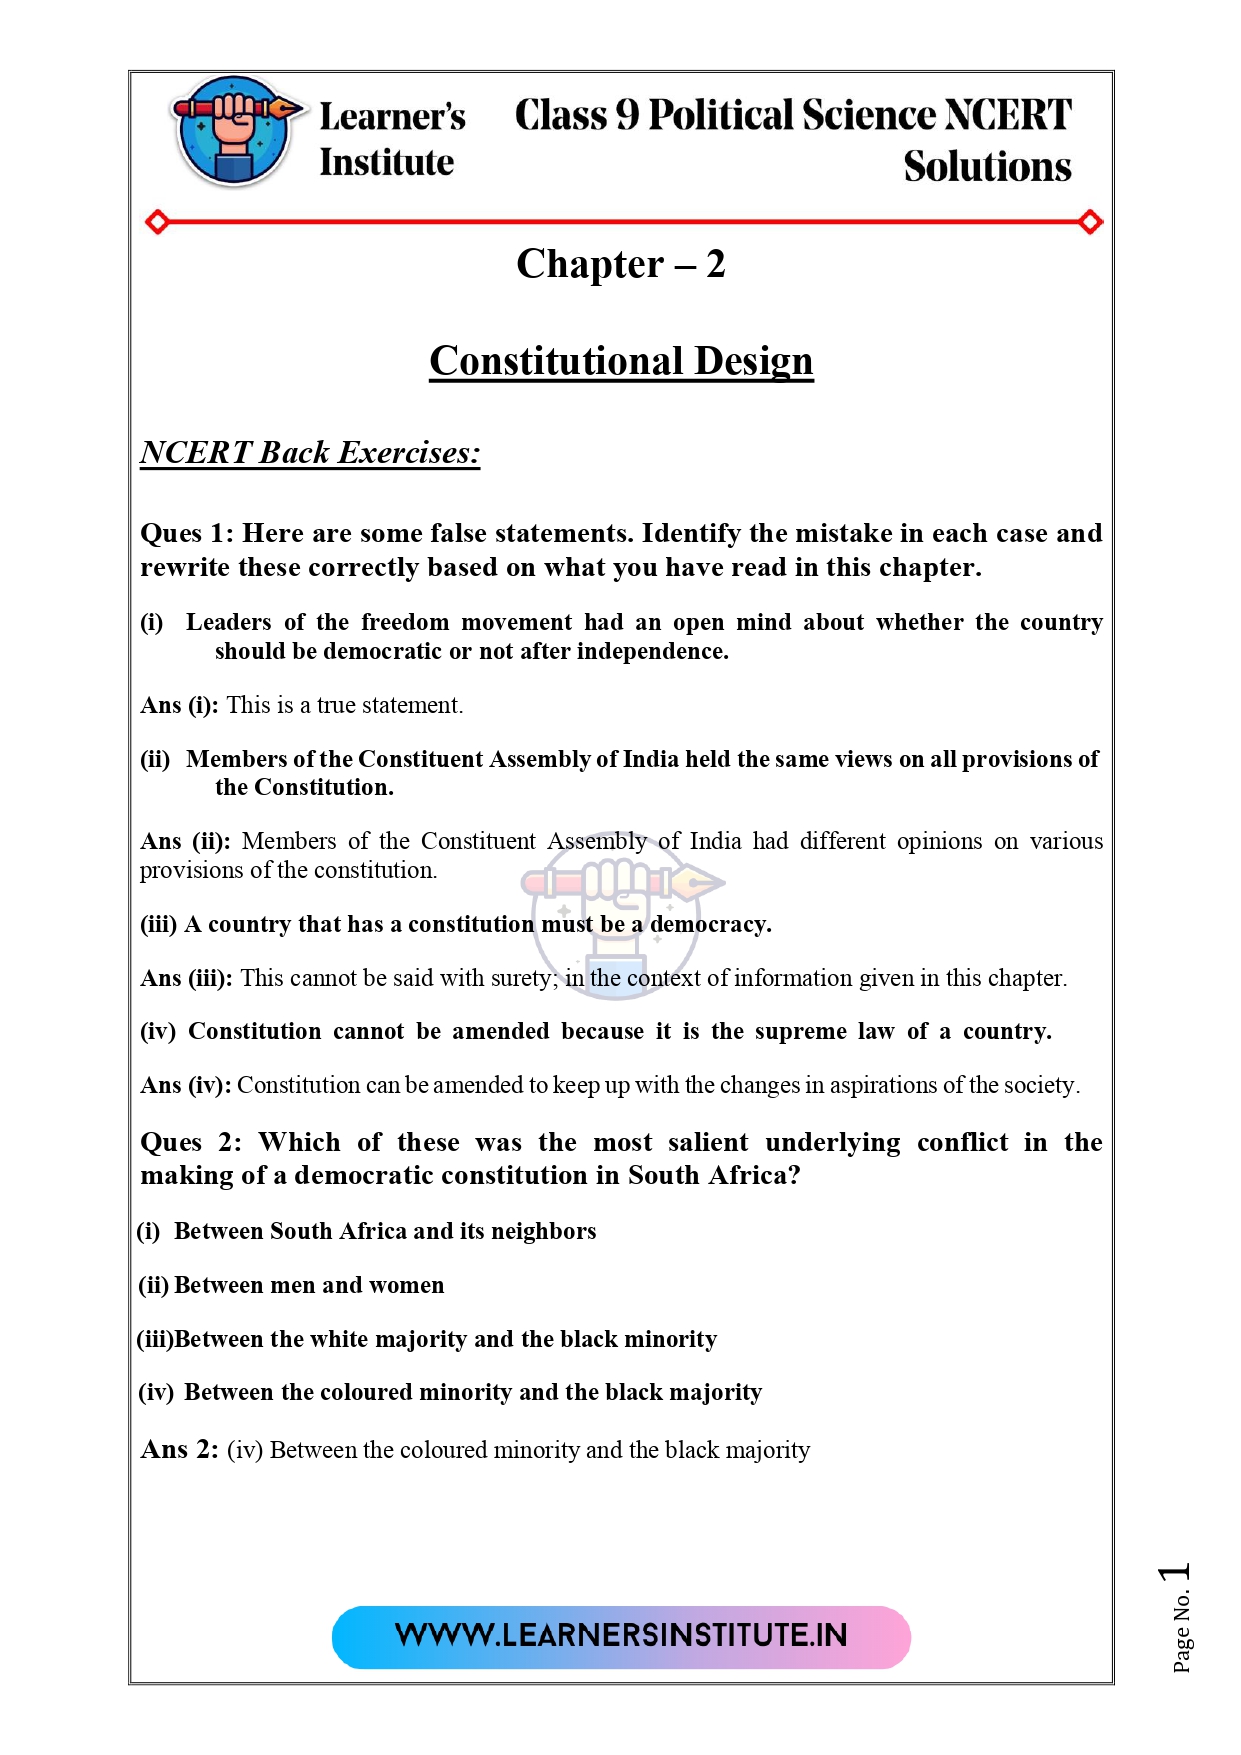 Learner's
Institute
Class 9 Political Science NCERT
Solutions
Chapter – 2
Constitutional Design
NCERT Back Exercises:
Ques 1: Here are some false statements. Identify the mistake in each case and
rewrite these correctly based on what you have read in this chapter.
(i) Leaders of the freedom movement had an open mind about whether the country
should be democratic or not after independence.
Ans (i): This is a true statement.
(ii) Members of the Constituent Assembly of India held the same views on all provisions of
the Constitution.
Ans (ii): Members of the Constituent Assembly of India had different opinions on various
provisions of the constitution.
(iii) A country that has a constitution must be a democracy.
Ans (iii): This cannot be said with surety; in the context of information given in this chapter.
(iv) Constitution cannot be amended because it is the supreme law of a country.
Ans (iv): Constitution can be amended to keep up with the changes in aspirations of the society.
Ques 2: Which of these was the most salient underlying conflict in the
making of a democratic constitution in South Africa?
(i) Between South Africa and its neighbors
(ii) Between men and women
(iii)Between the white majority and the black minority
(iv) Between the coloured minority and the black majority
Ans 2: (iv) Between the coloured minority and the black majority
WWW.LEARNERSINSTITUTE.IN
Page No. 1